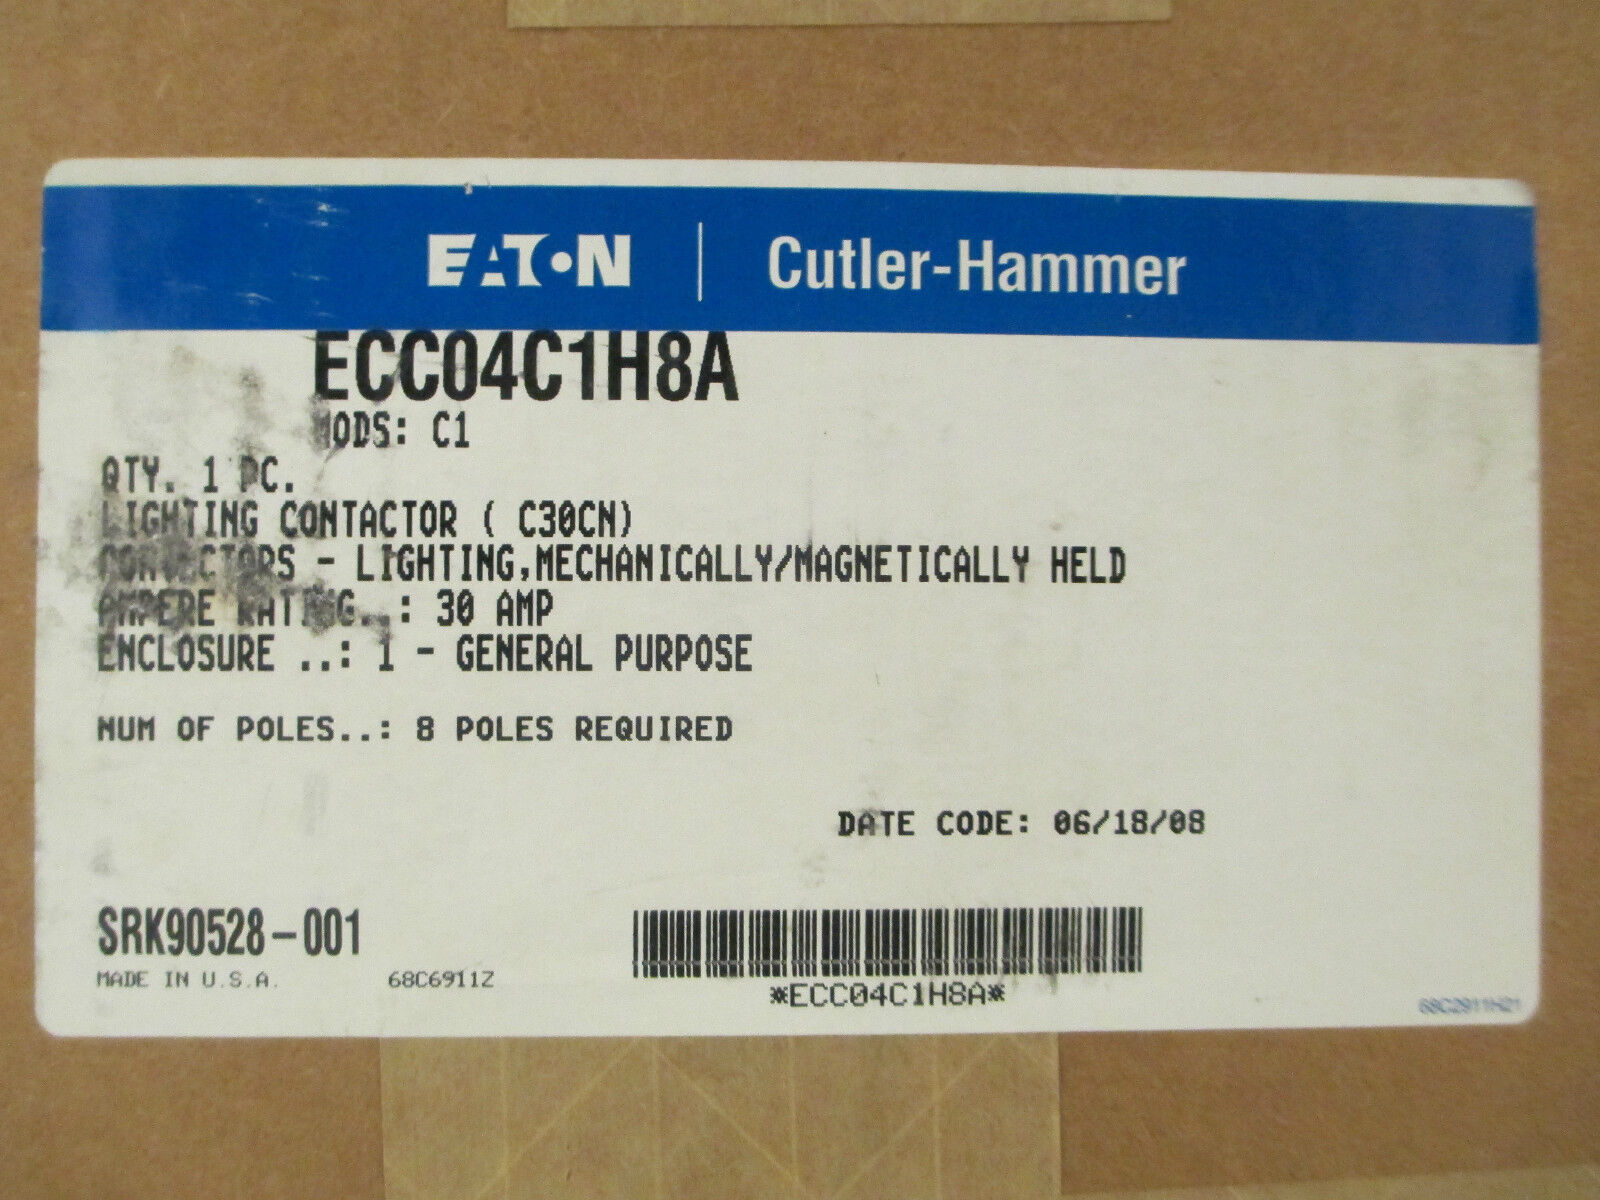 EATON | Cutler-Hammer
ECC04C1H8A
MODS: C1
QTY. 1 PC.
LIGHTING CONTACTOR ( C30CN)
- LIGHTING,MECHANICALLY/MAGNETICALLY HELD
AMPERE RATING..: 30 AMP
ENCLOSURE ..: 1 - GENERAL PURPOSE
NUM OF POLES..: 8 POLES REQUIRED
DATE CODE: 06/18/08
SRK90528-001
MADE IN U.S.A.
68C6911Z
*ECC04C1H8A*
68C2911H21